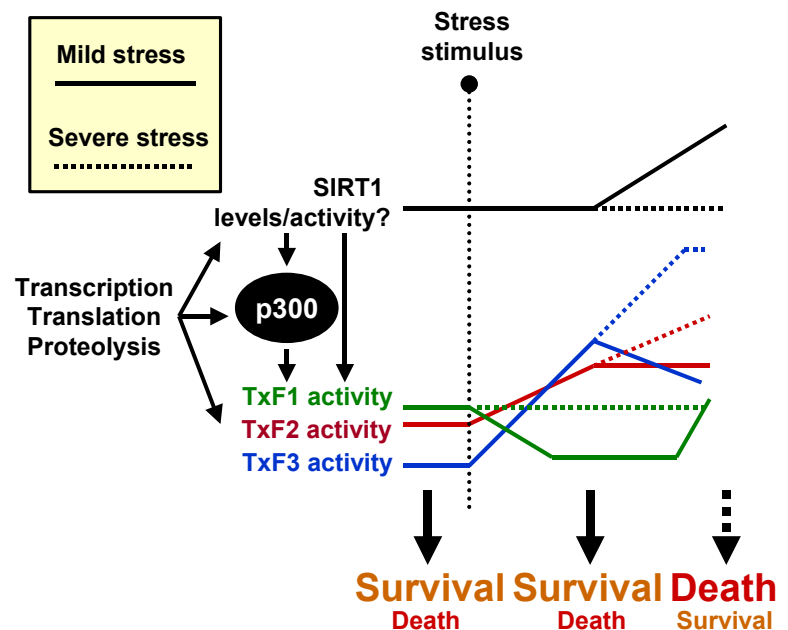 Mild stress
Severe stress
Stress
stimulus
SIRT1
levels/activity?
Transcription
Translation
Proteolysis
p300
TxF1 activity
TxF2 activity
TxF3 activity
Survival Survival Death
Death Death Survival